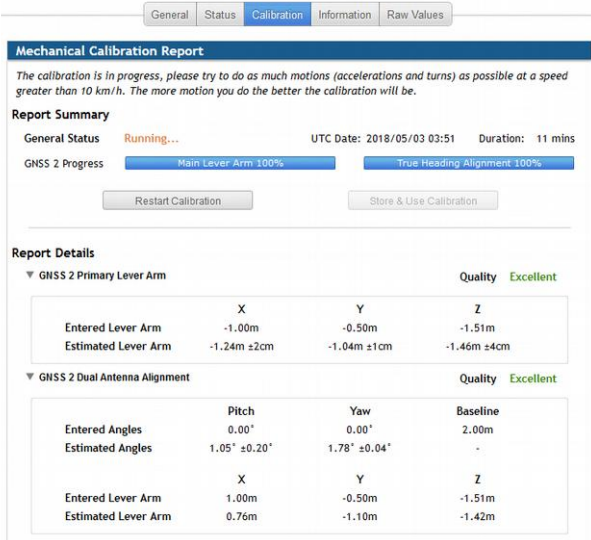 General Status Calibration Information Raw Values
Mechanical Calibration Report
The calibration is in progress, please try to do as much motions (accelerations and turns) as possible at a speed
greater than 10 km/h. The more motion you do the better the calibration will be.
Report Summary
General Status Running... UTC Date: 2018/05/03 03:51 Duration: 11 mins
GNSS 2 Progress Main Lever Arm 100% True Heading Alignment 100%
Restart Calibration Store & Use Calibration
Report Details
▼ GNSS 2 Primary Lever Arm Quality Excellent
X Y Z
Entered Lever Arm -1.00m -0.50m -1.51m
Estimated Lever Arm -1.24m ±2cm -1.04m ±1cm -1.46m ±4cm
▼ GNSS 2 Dual Antenna Alignment Quality Excellent
Pitch Yaw Baseline
Entered Angles 0.00° 0.00° 2.00m
Estimated Angles 1.05° ±0.20° 1.78° ±0.04° -
X Y Z
Entered Lever Arm 1.00m -0.50m -1.51m
Estimated Lever Arm 0.76m -1.10m -1.42m